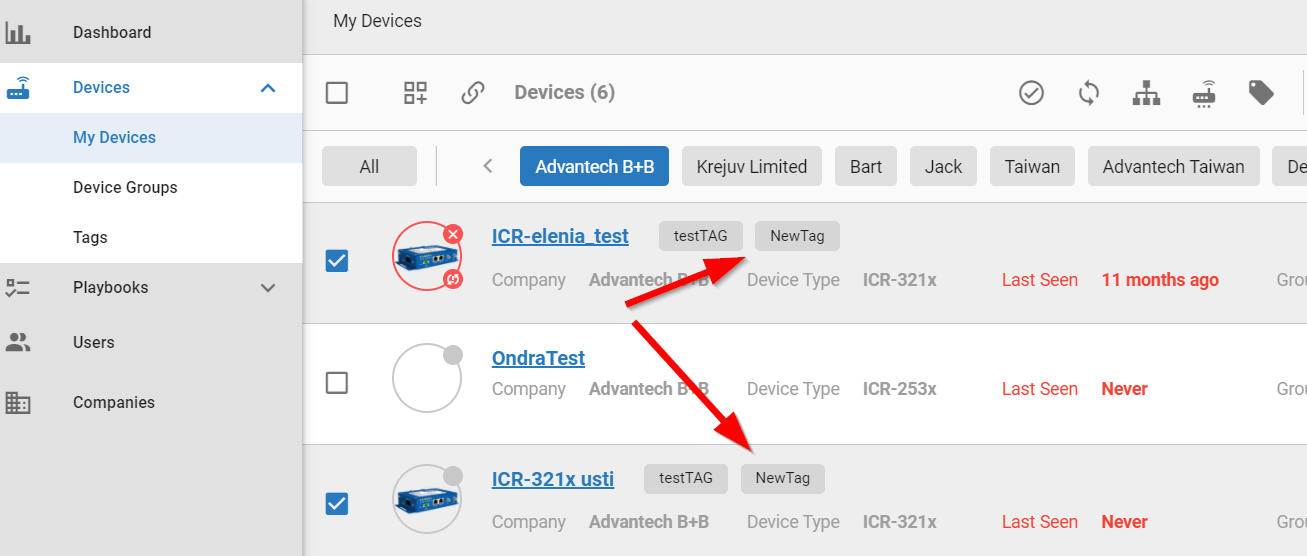 Dashboard
Devices
My Devices
Device Groups
Tags
Playbooks
Users
Companies
My Devices
Devices (6)
All
Advantech B+B
Krejuv Limited
Bart
Jack
Taiwan
Advantech Taiwan
De
ICR-elenia_test
testTAG
NewTag
Company Advantech B+B Device Type ICR-321x Last Seen 11 months ago Grou
OndraTest
Company Advantech B+B Device Type ICR-253x Last Seen Never Grou
ICR-321x usti
testTAG
NewTag
Company Advantech B+B Device Type ICR-321x Last Seen Never Grou